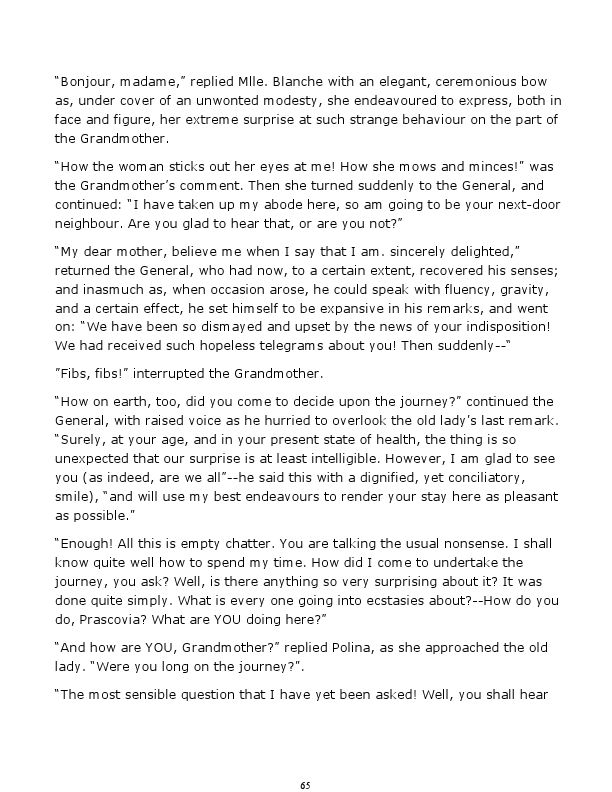 “Bonjour, madame,” replied Mlle. Blanche with an elegant, ceremonious bow
as, under cover of an unwonted modesty, she endeavoured to express, both in
face and figure, her extreme surprise at such strange behaviour on the part of
the Grandmother.
“How the woman sticks out her eyes at me! How she mows and minces!” was
the Grandmother’s comment. Then she turned suddenly to the General, and
continued: “I have taken up my abode here, so am going to be your next-door
neighbour. Are you glad to hear that, or are you not?”
“My dear mother, believe me when I say that I am. sincerely delighted,”
returned the General, who had now, to a certain extent, recovered his senses;
and inasmuch as, when occasion arose, he could speak with fluency, gravity,
and a certain effect, he set himself to be expansive in his remarks, and went
on: “We have been so dismayed and upset by the news of your indisposition!
We had received such hopeless telegrams about you! Then suddenly--“
”Fibs, fibs!” interrupted the Grandmother.
“How on earth, too, did you come to decide upon the journey?” continued the
General, with raised voice as he hurried to overlook the old lady’s last remark.
“Surely, at your age, and in your present state of health, the thing is so
unexpected that our surprise is at least intelligible. However, I am glad to see
you (as indeed, are we all”--he said this with a dignified, yet conciliatory,
smile), “and will use my best endeavours to render your stay here as pleasant
as possible.”
“Enough! All this is empty chatter. You are talking the usual nonsense. I shall
know quite well how to spend my time. How did I come to undertake the
journey, you ask? Well, is there anything so very surprising about it? It was
done quite simply. What is every one going into ecstasies about?--How do you
do, Prascovia? What are YOU doing here?”
“And how are YOU, Grandmother?” replied Polina, as she approached the old
lady. “Were you long on the journey?”.
“The most sensible question that I have yet been asked! Well, you shall hear
65